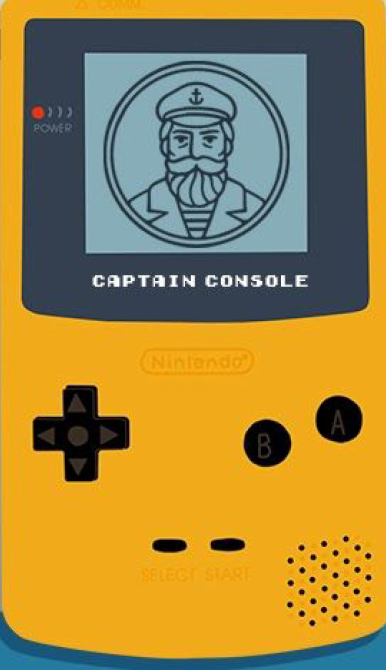 COMM.
POWER
CAPTAIN CONSOLE
Nintendo
A
B
SELECT START